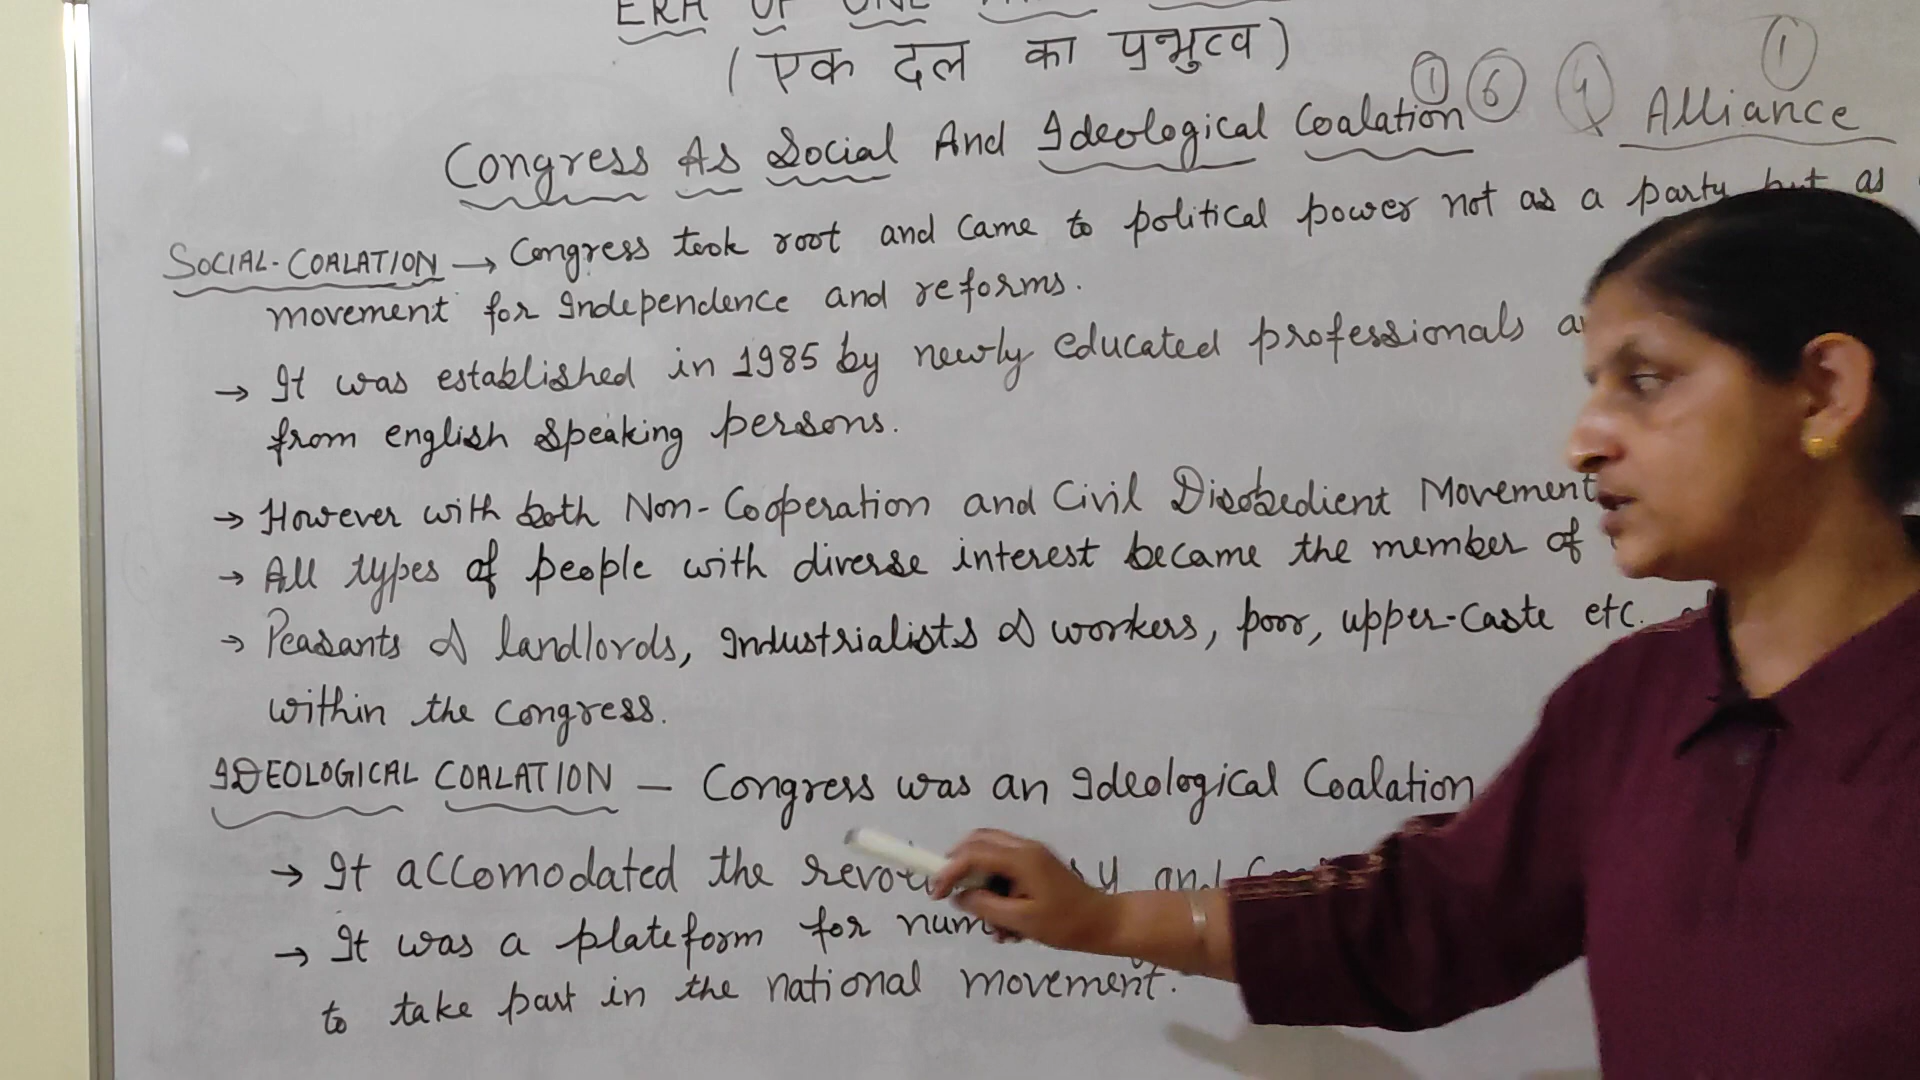 ERA OF ONE
(एक दल का प्रभुत्व)
① ⑥ ④ ①
Congress As Social And Ideological Coalation Alliance
SOCIAL-COALATION → Congress took root and came to political power not as a party but as
movement for Independence and reforms.
→ It was established in 1985 by newly educated professionals
from english speaking persons.
→ However with both Non-Cooperation and Civil Disobedient Movement
→ All types of people with diverse interest became the member of
→ Peasants & landlords, Industrialists & workers, poor, upper-caste etc.
within the congress.
IDEOLOGICAL COALATION — Congress was an Ideological Coalation
→ It accomodated the and
→ It was a plateform for
to take part in the national movement.